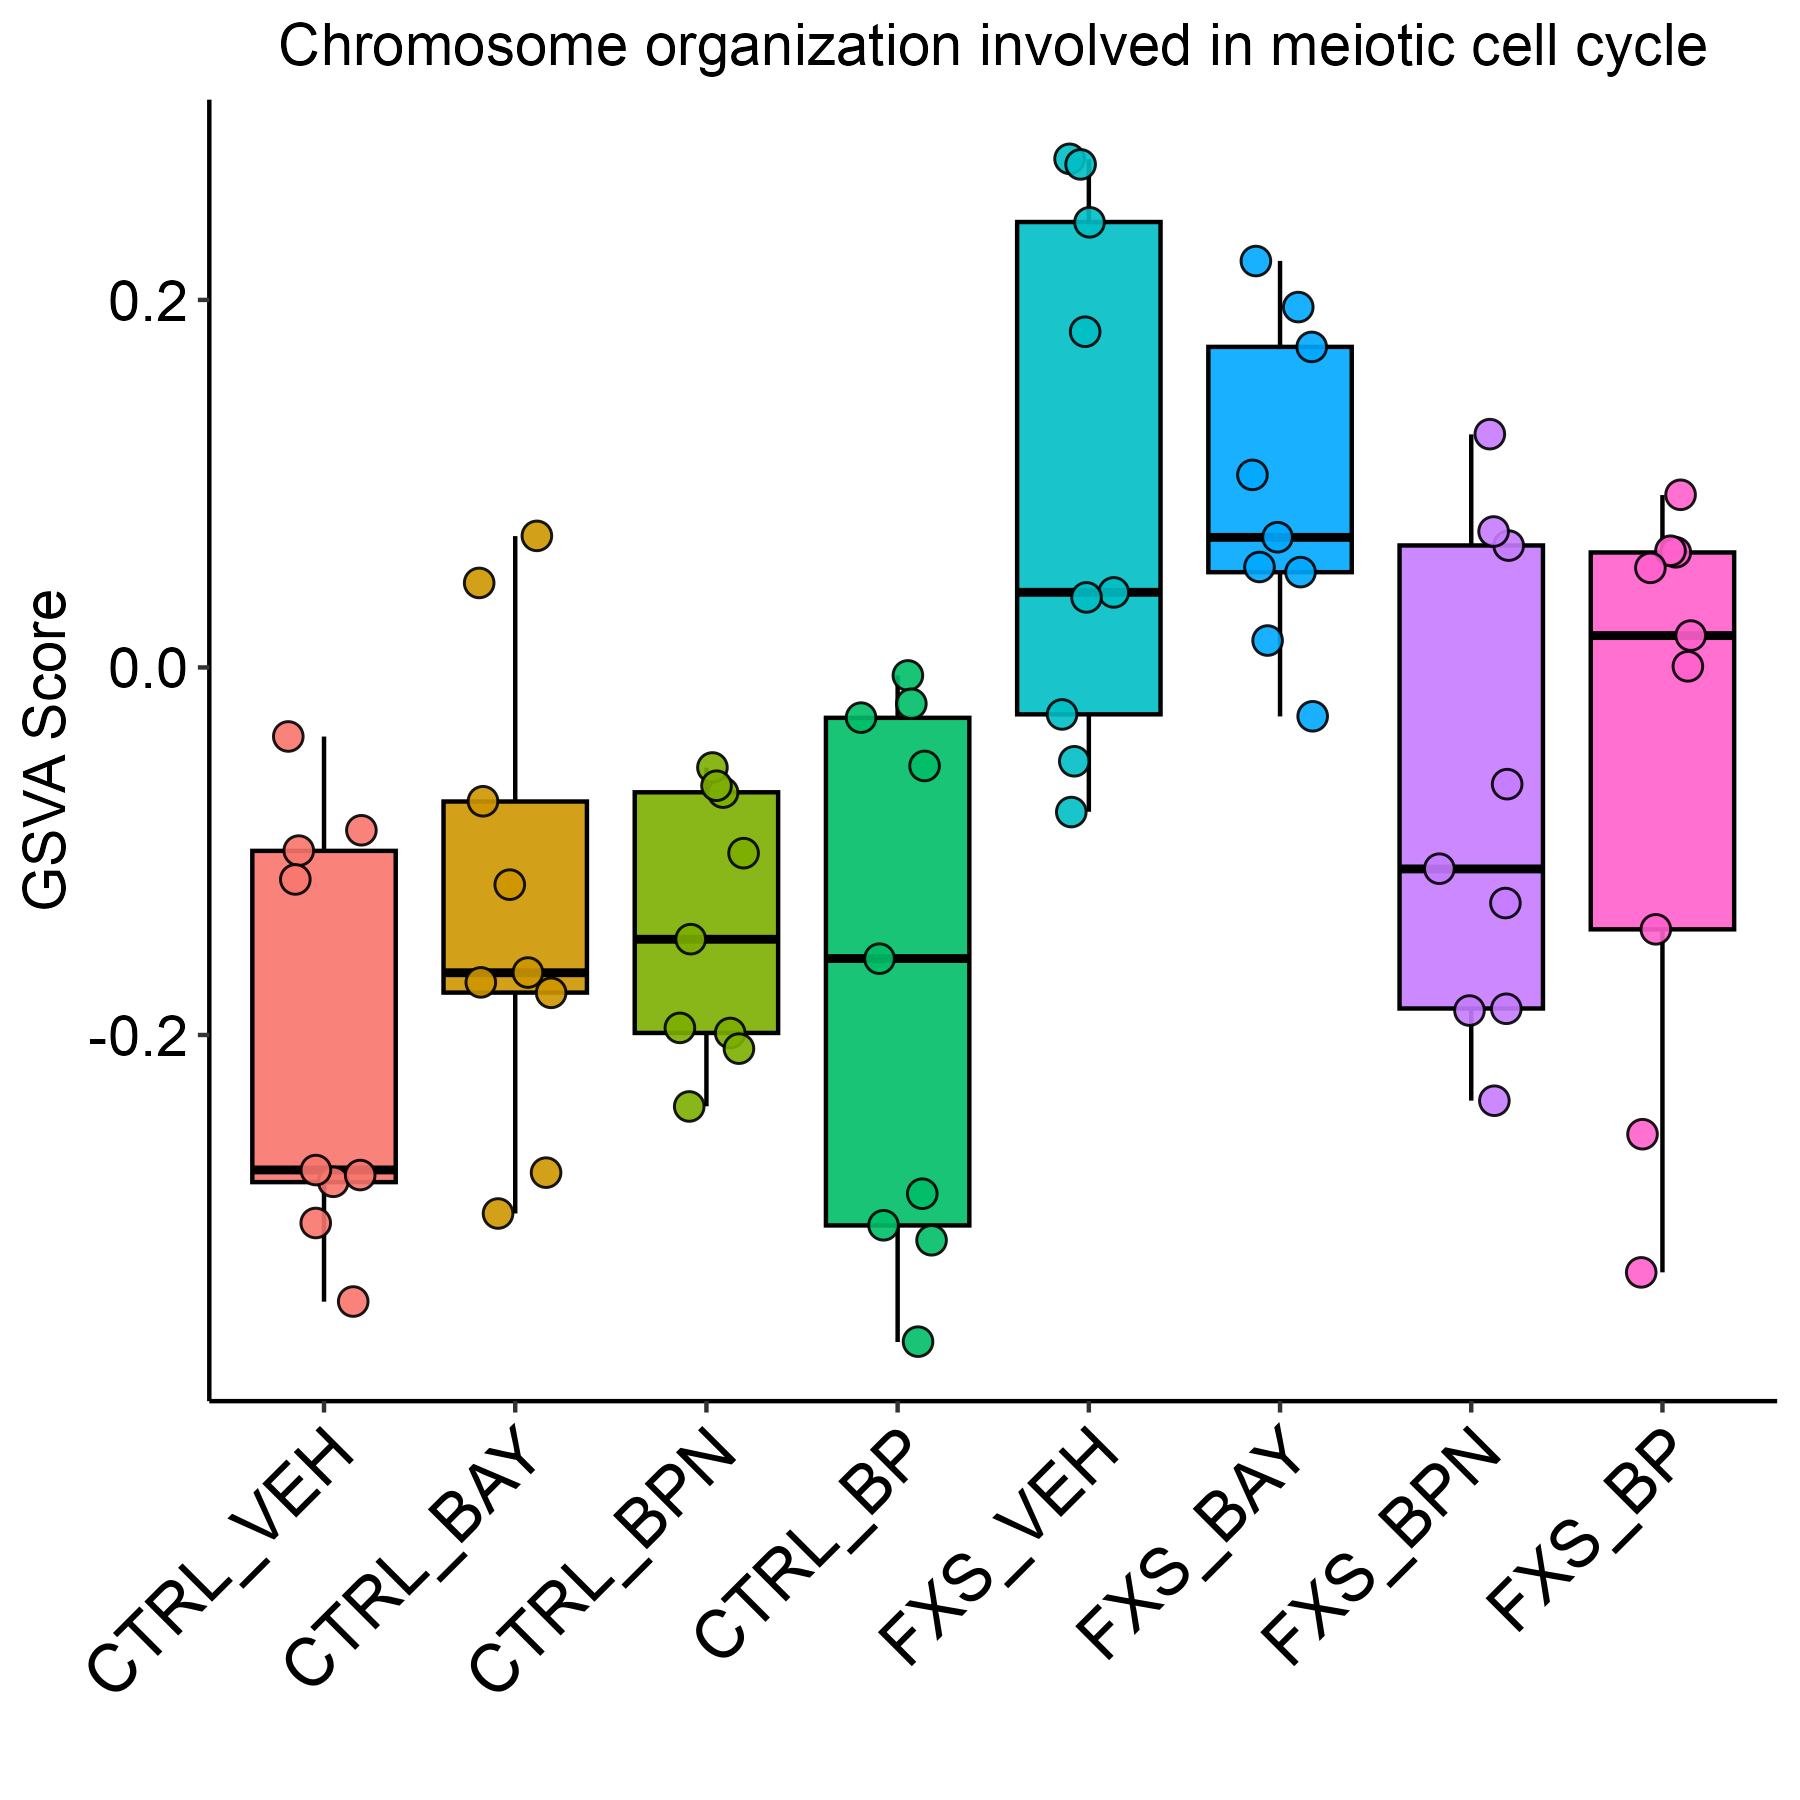 Chromosome organization involved in meiotic cell cycle
GSVA Score
0.2
0.0
-0.2
CTRL_VEH
CTRL_BAY
CTRL_BPN
CTRL_BP
FXS_VEH
FXS_BAY
FXS_BPN
FXS_BP